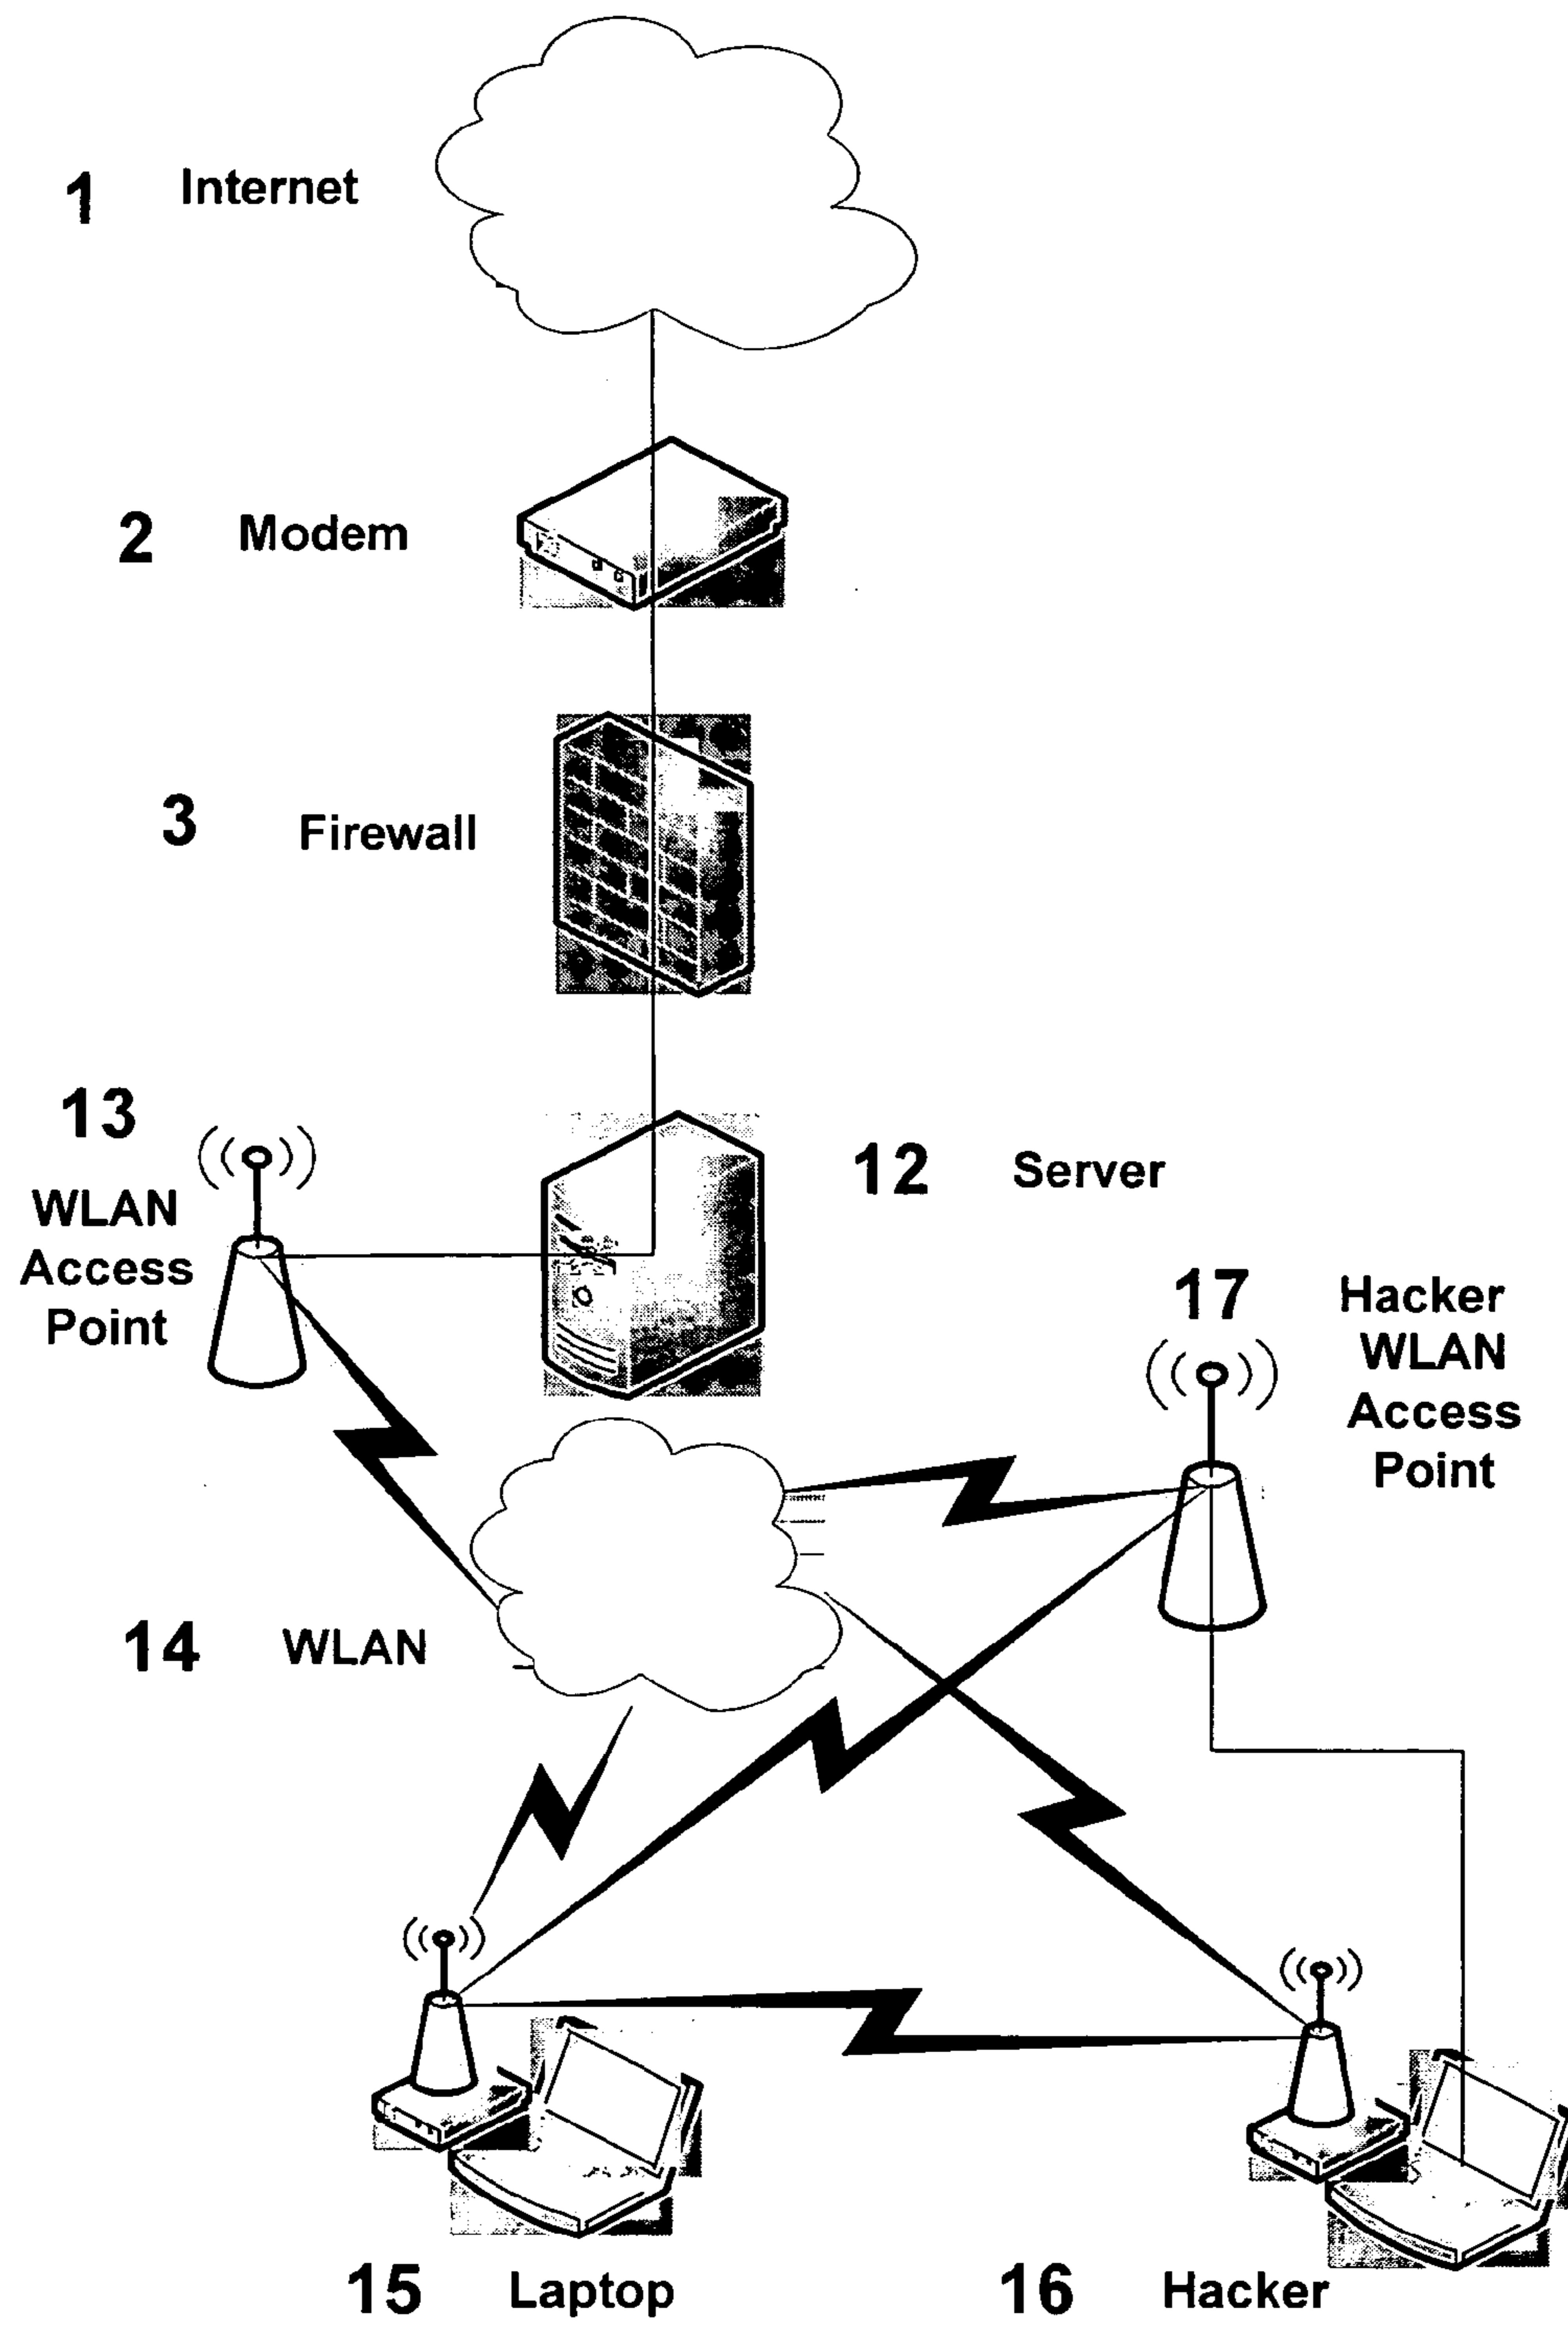 1 Internet
2 Modem
3 Firewall
13
WLAN
Access
Point
12 Server
17 Hacker
WLAN
Access
Point
14 WLAN
15 Laptop
16 Hacker